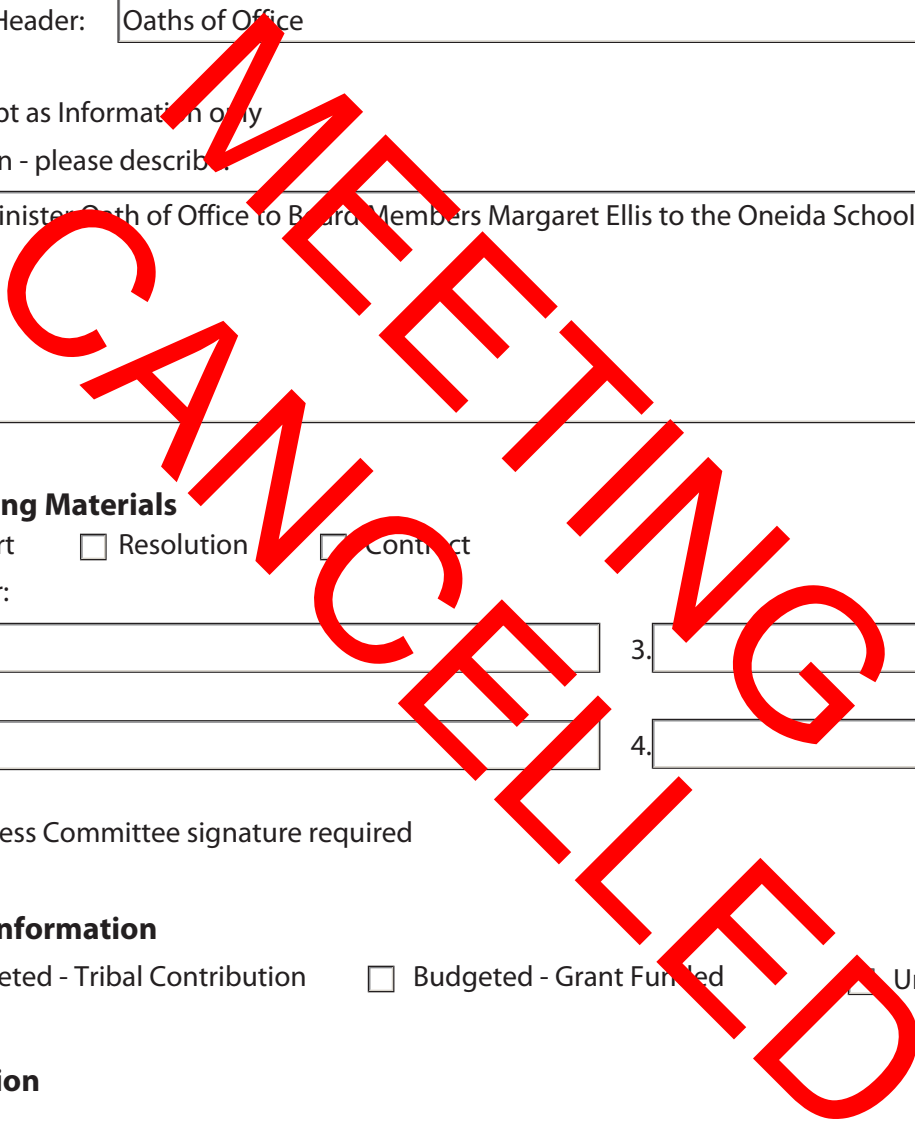 Header: Oaths of Office
pt as Information only
n - please describe:
inister Oath of Office to Board Members Margaret Ellis to the Oneida School
ng Materials
rt Resolution Contract
r:
3.
4.
ess Committee signature required
nformation
eted - Tribal Contribution Budgeted - Grant Funded Un
ion
MEETING
CANCELLED